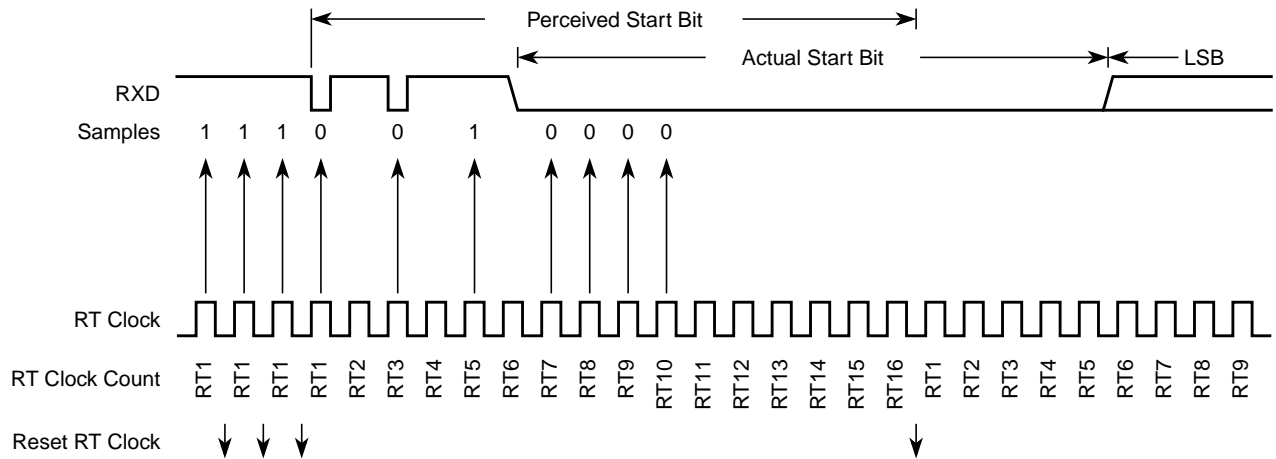 Perceived Start Bit
Actual Start Bit LSB
RXD
Samples 1 1 1 0 0 1 0 0 0 0
RT Clock
RT Clock Count RT1 RT1 RT1 RT1 RT2 RT3 RT4 RT5 RT6 RT7 RT8 RT9 RT10 RT11 RT12 RT13 RT14 RT15 RT16 RT1 RT2 RT3 RT4 RT5 RT6 RT7 RT8 RT9
Reset RT Clock